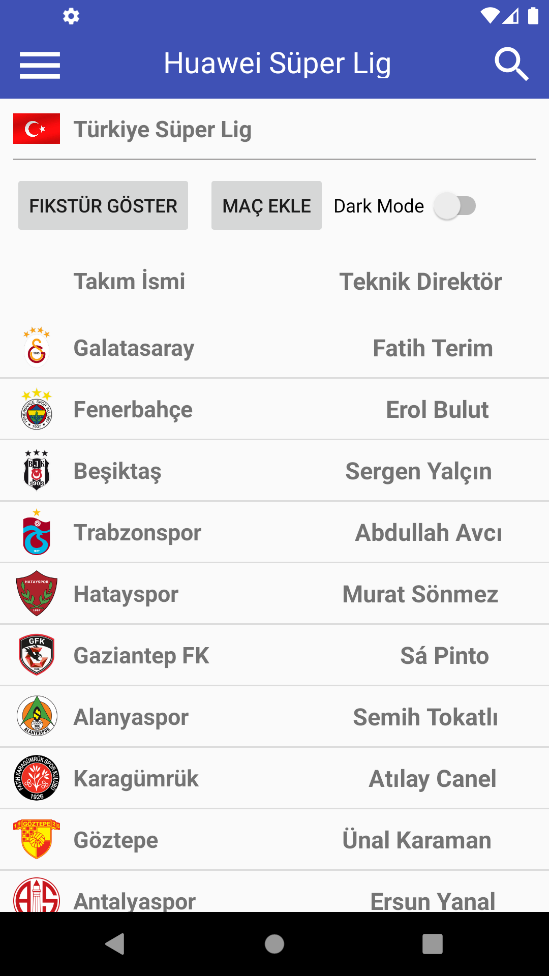 Huawei Süper Lig
Türkiye Süper Lig
FIKSTÜR GÖSTER MAÇ EKLE Dark Mode
Takım İsmi Teknik Direktör
Galatasaray Fatih Terim
Fenerbahçe Erol Bulut
Beşiktaş Sergen Yalçın
Trabzonspor Abdullah Avcı
Hatayspor Murat Sönmez
Gaziantep FK Sá Pinto
Alanyaspor Semih Tokatlı
Karagümrük Atılay Canel
Göztepe Ünal Karaman
Antalyaspor Ersun Yanal